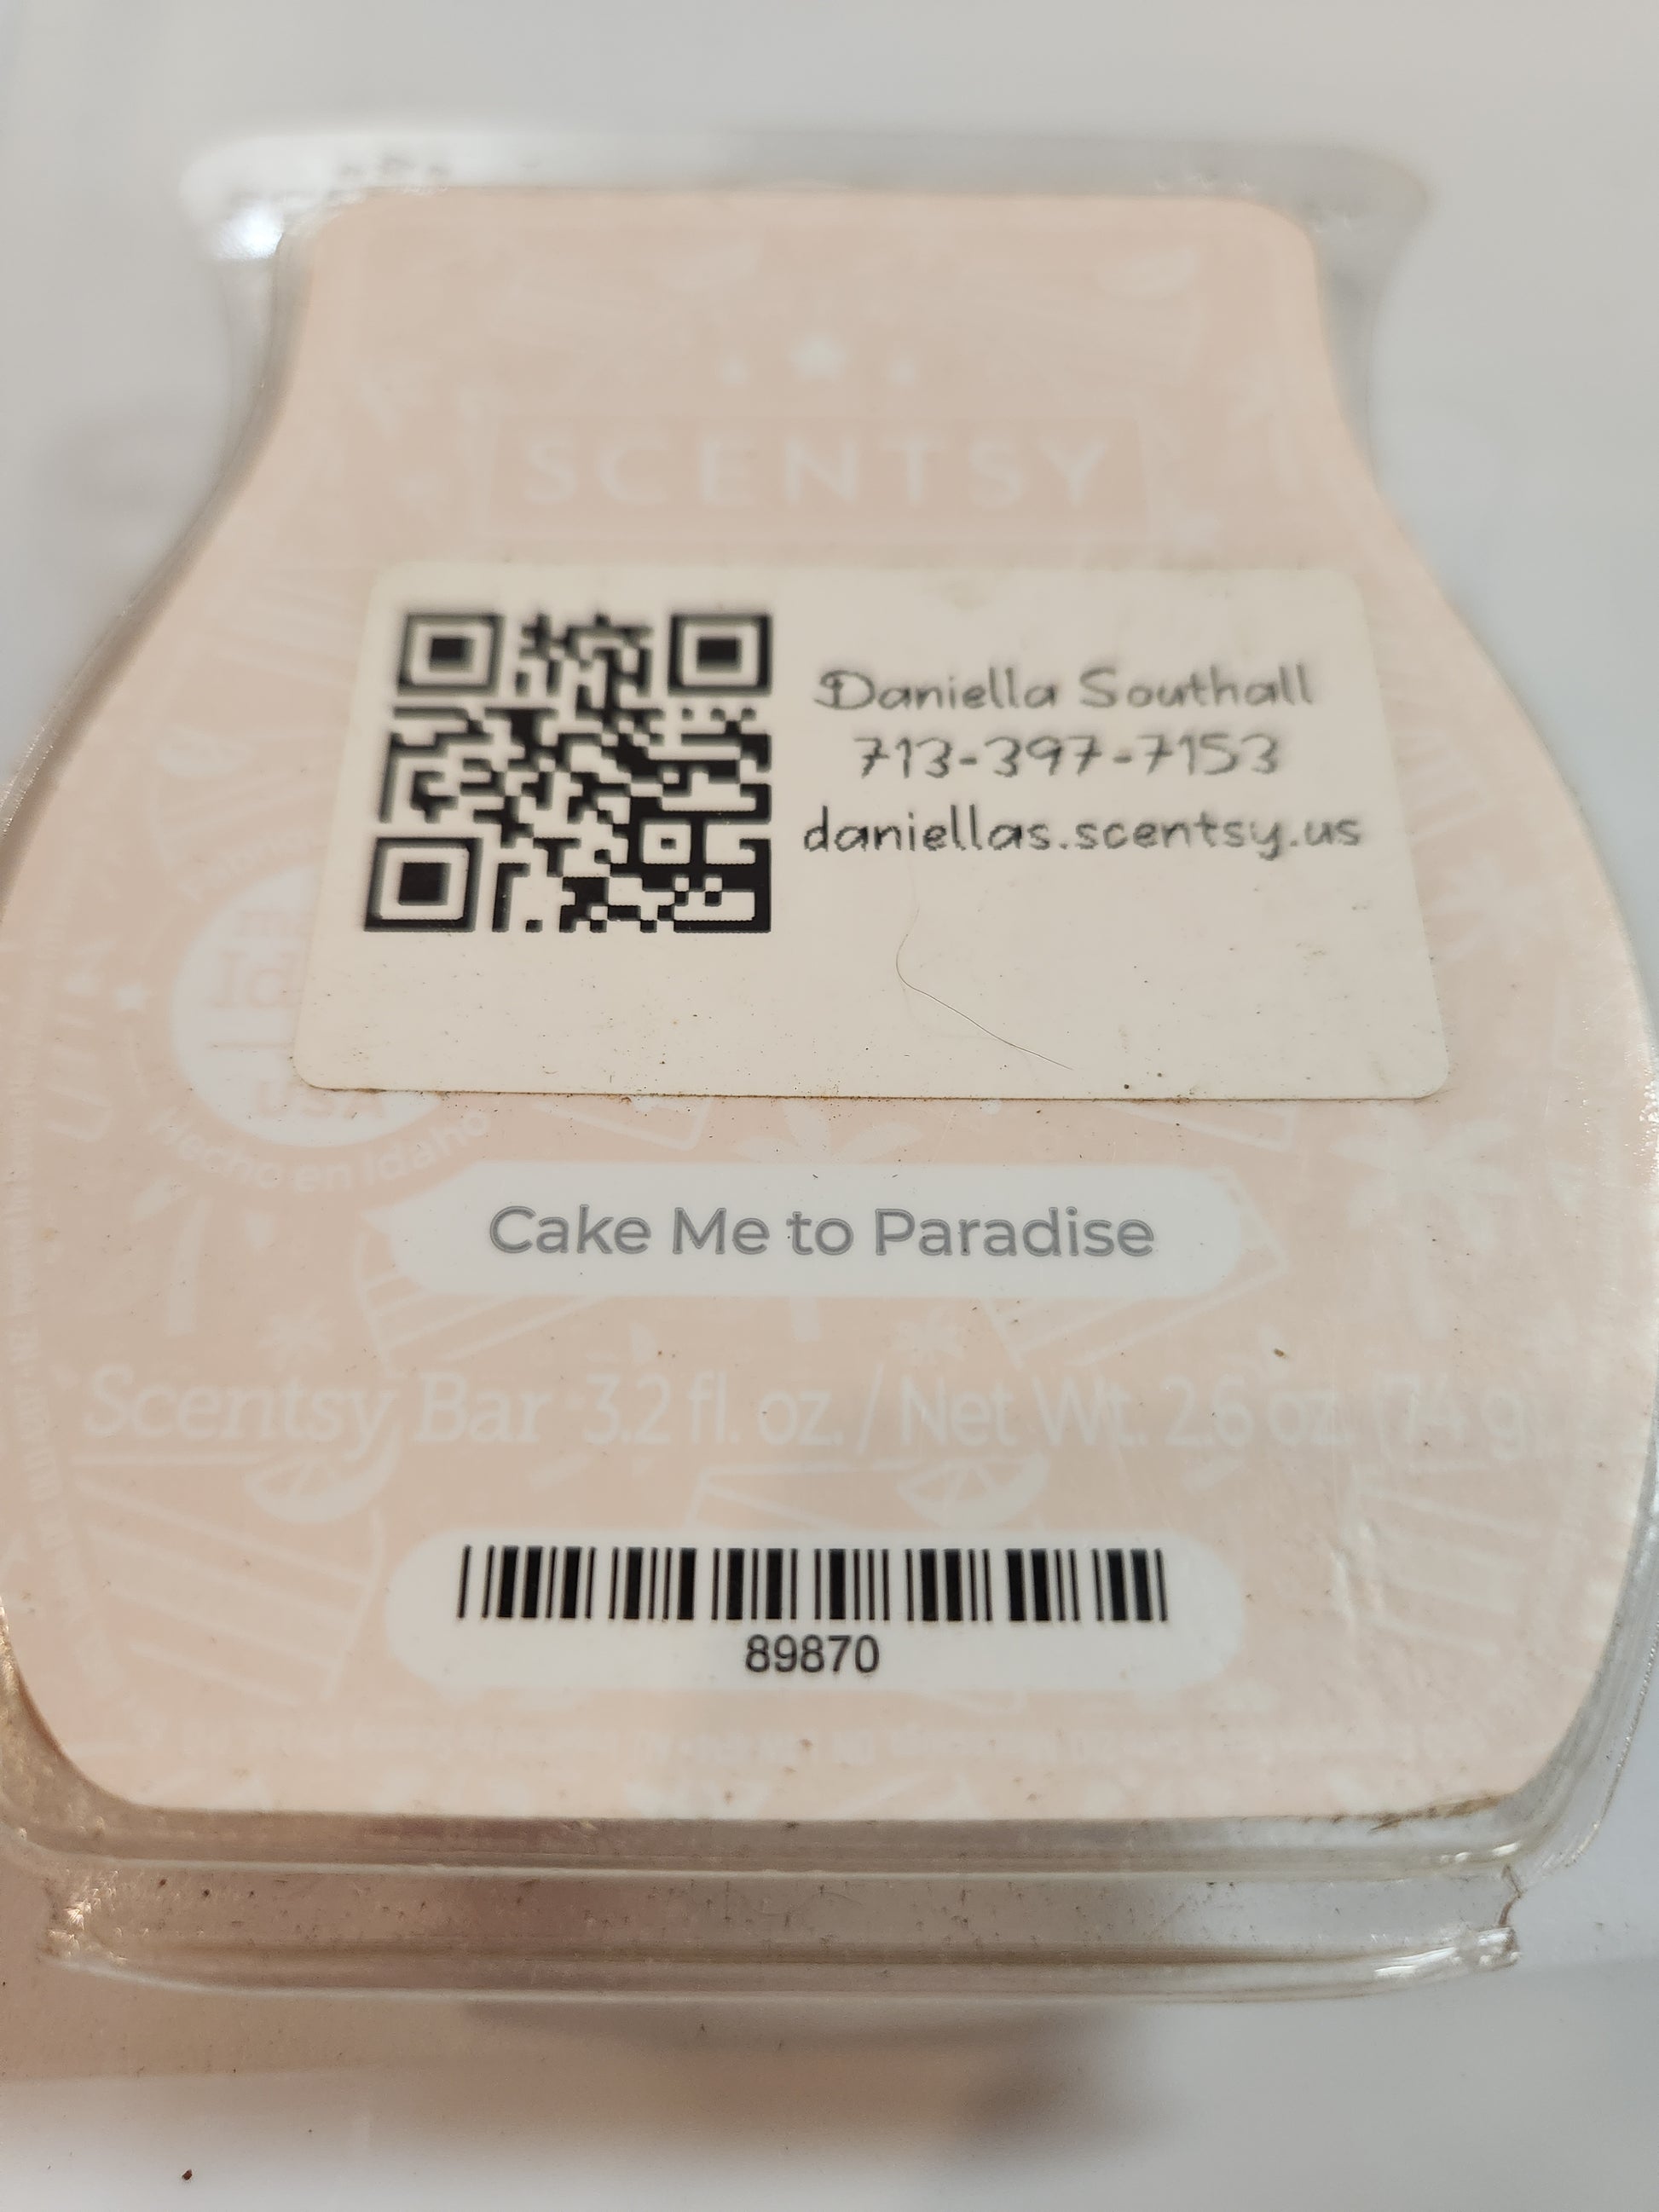 SCENTSY
Daniella Southall
713-397-7153
daniellas.scentsy.us
USA
Hecho en Idaho
Cake Me to Paradise
Scentsy Bar 3.2 fl. oz. / Net Wt. 2.6 oz. (74 g)
89870